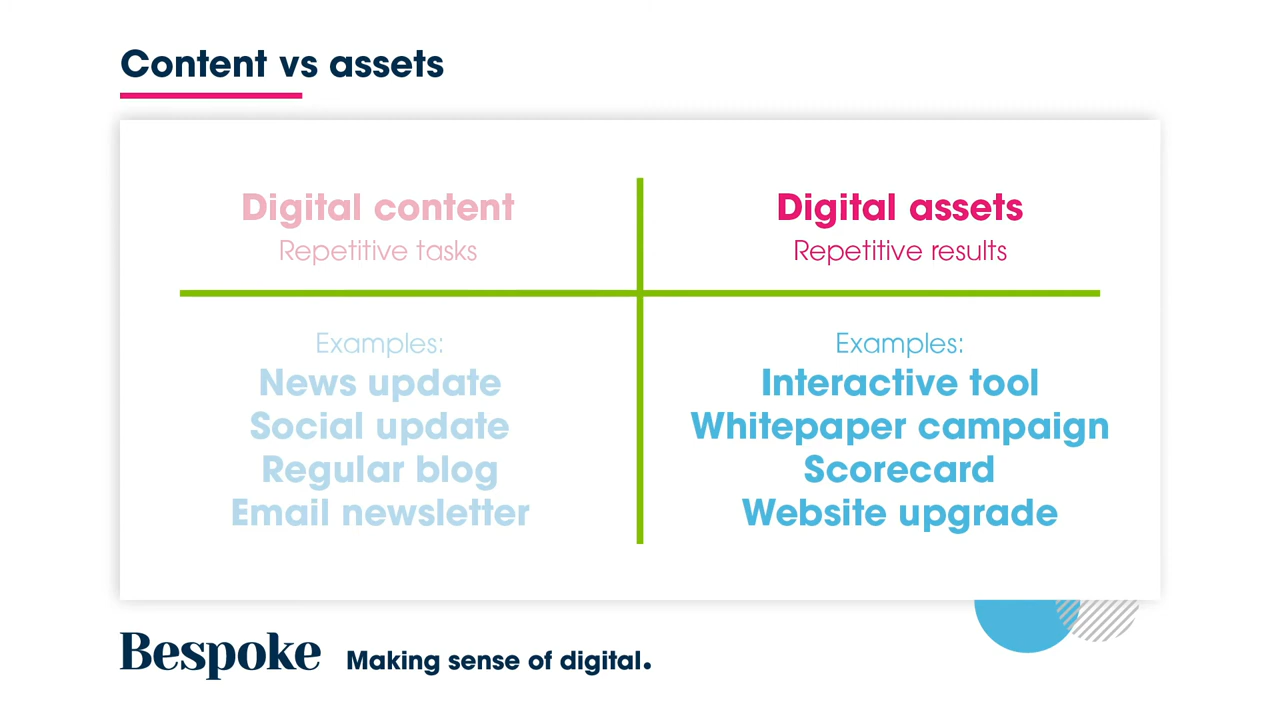 Content vs assets
Digital content
Repetitive tasks
Examples:
News update
Social update
Regular blog
Email newsletter
Digital assets
Repetitive results
Examples:
Interactive tool
Whitepaper campaign
Scorecard
Website upgrade
Bespoke Making sense of digital.